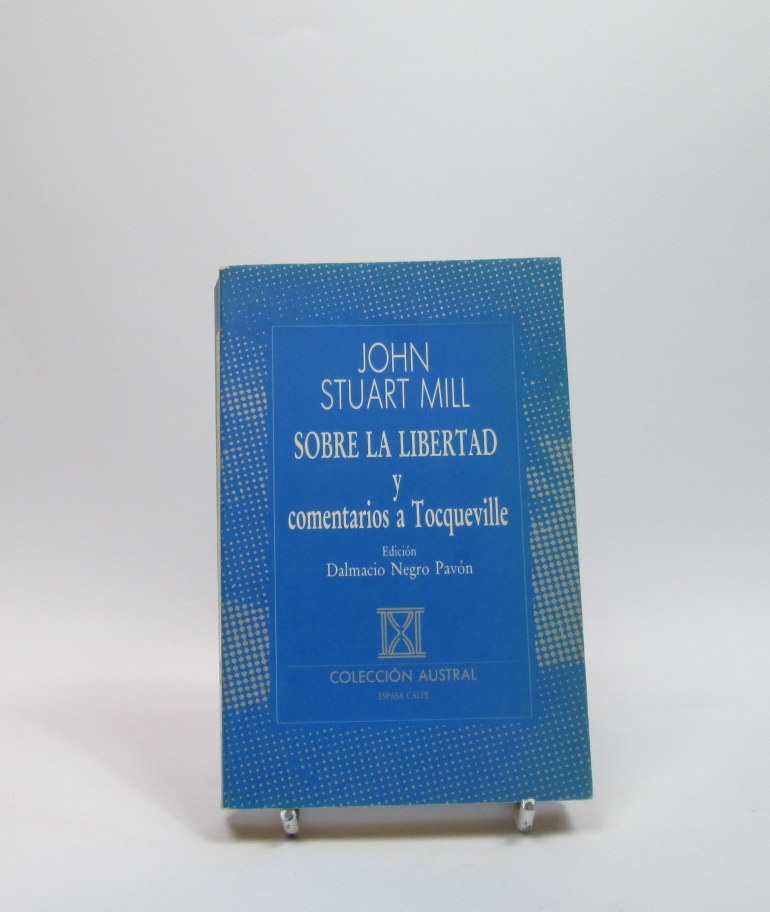 JOHN
STUART MILL
SOBRE LA LIBERTAD
y
comentarios a Tocqueville
Edición
Dalmacio Negro Pavón
COLECCIÓN AUSTRAL
ESPASA CALPE